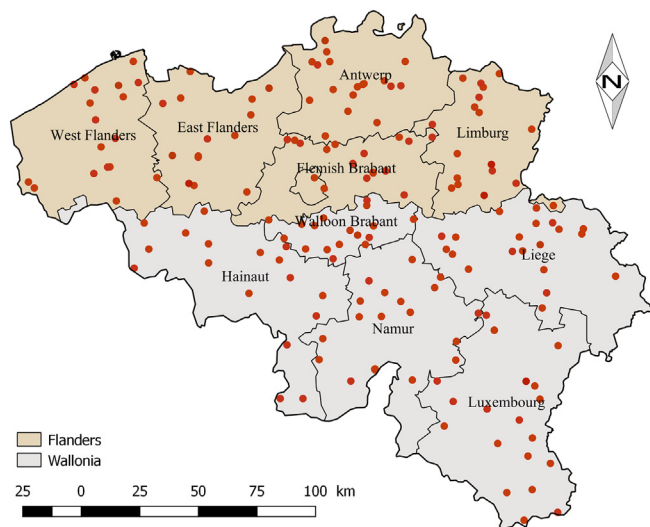 Antwerp
N
West Flanders
East Flanders
Limburg
Flemish Brabant
Walloon Brabant
Hainaut
Liege
Namur
Luxembourg
Flanders
Wallonia
25 0 25 50 75 100 km